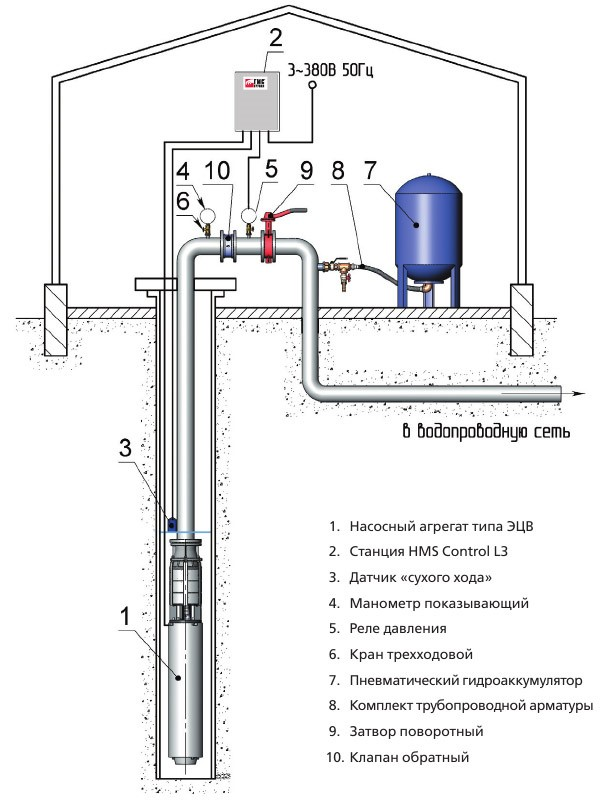 2
3~380В 50Гц
ГМС
4 10 5 9 8 7
6
в водопроводную сеть
3
1
1. Насосный агрегат типа ЭЦВ
2. Станция HMS Control L3
3. Датчик «сухого хода»
4. Манометр показывающий
5. Реле давления
6. Кран трехходовой
7. Пневматический гидроаккумулятор
8. Комплект трубопроводной арматуры
9. Затвор поворотный
10. Клапан обратный